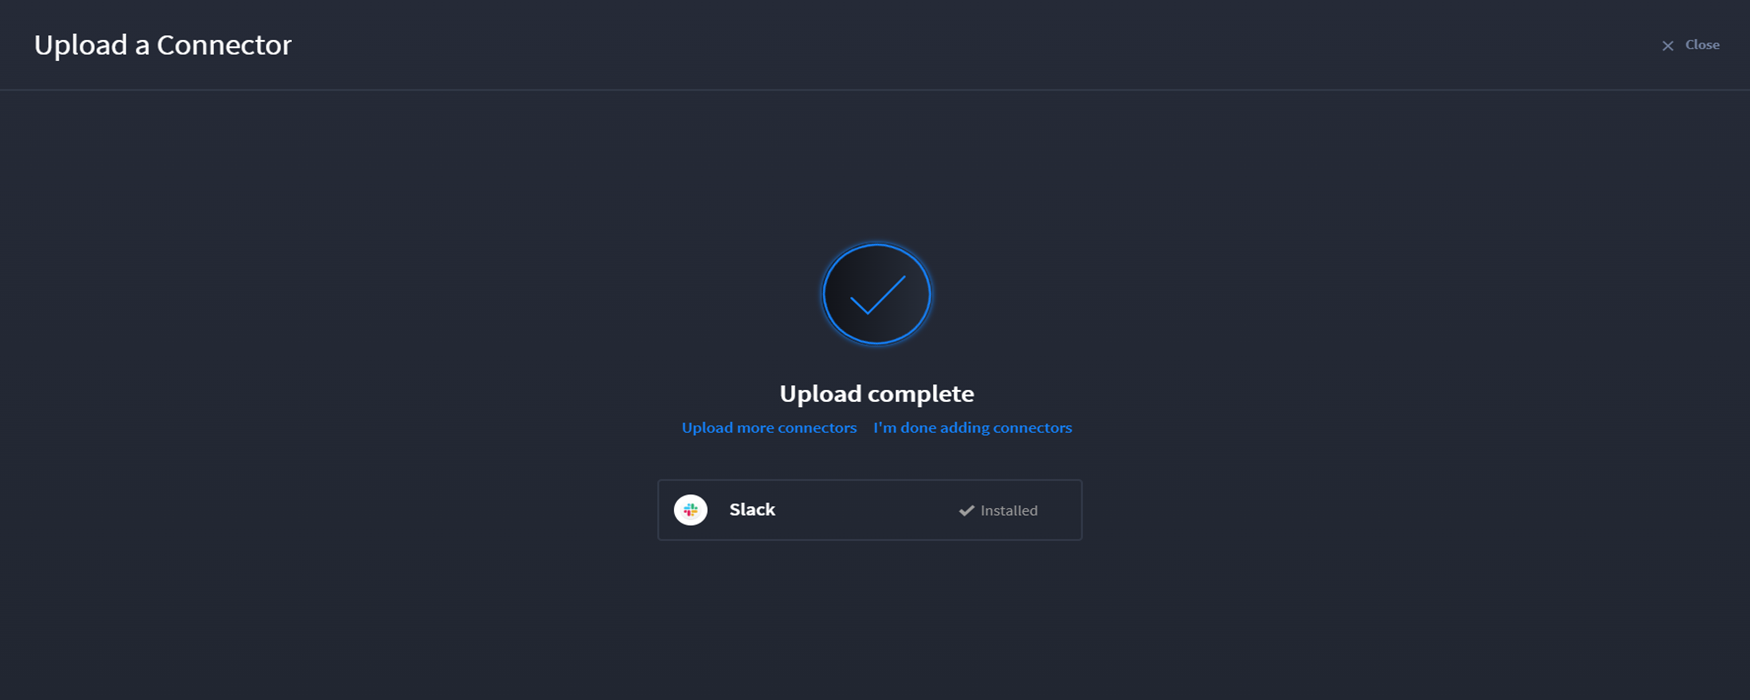 Upload a Connector
Close
Upload complete
Upload more connectors I'm done adding connectors
Slack Installed